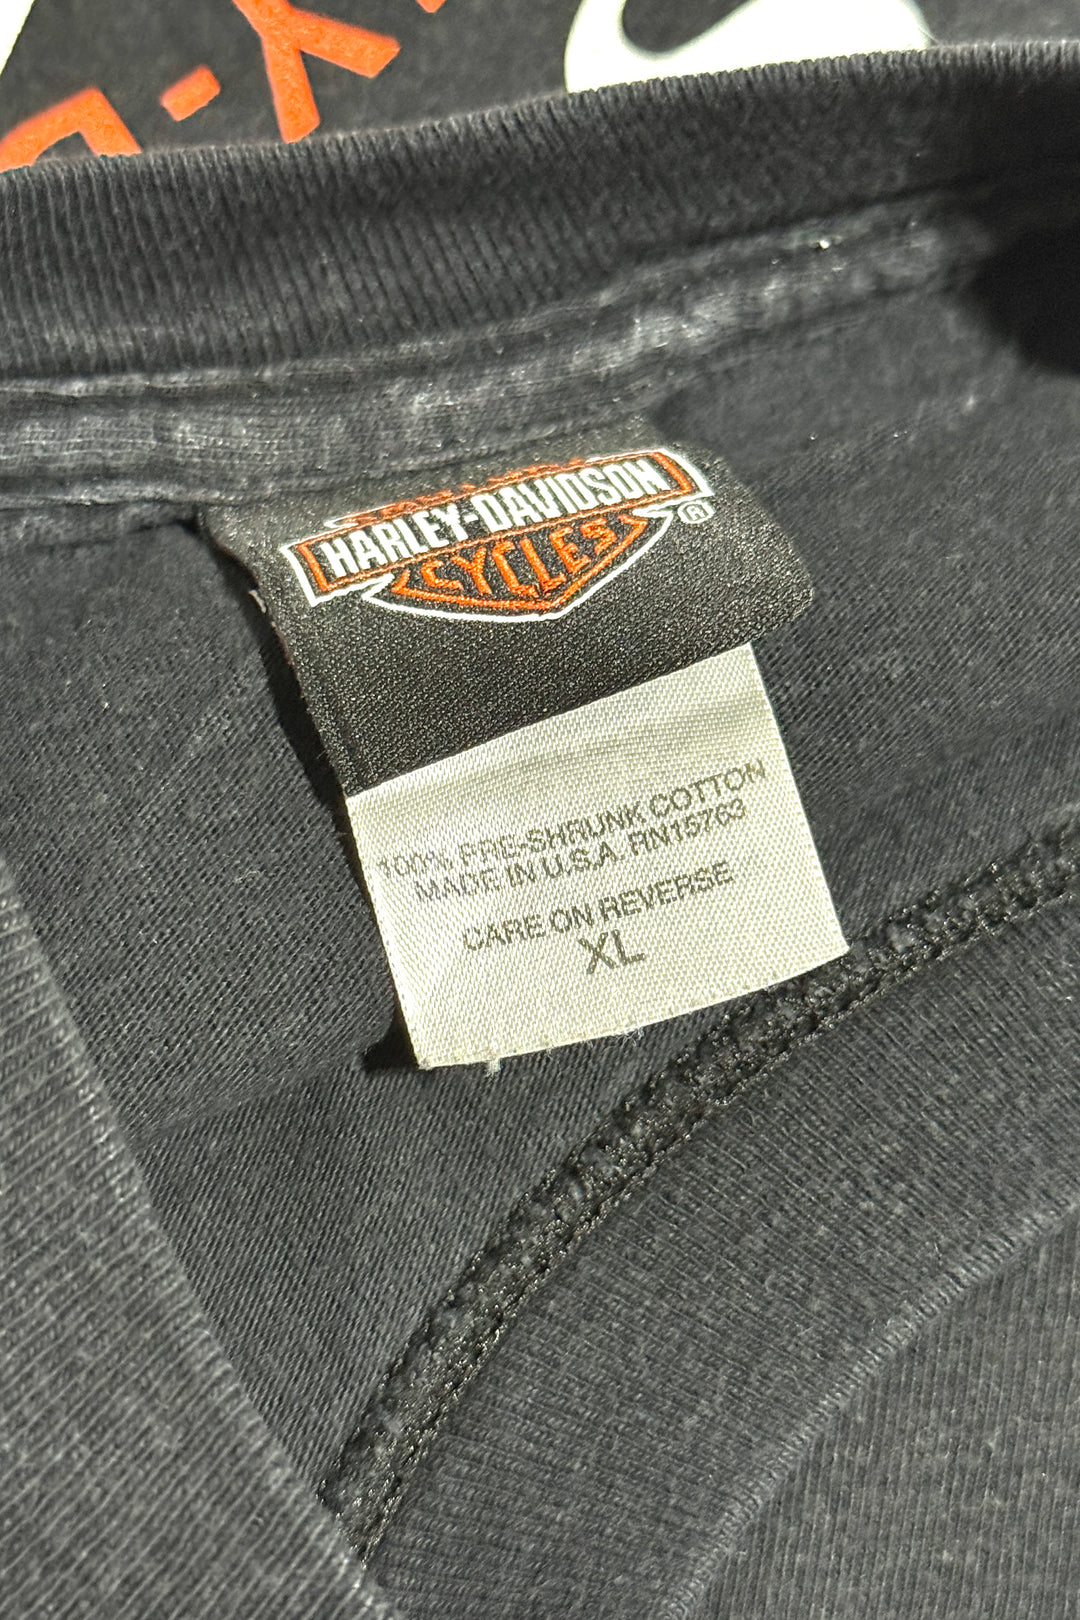 HARLEY-DAVIDSON
CYCLES
®
100% PRE-SHRUNK COTTON
MADE IN U.S.A. RN15763
CARE ON REVERSE
XL